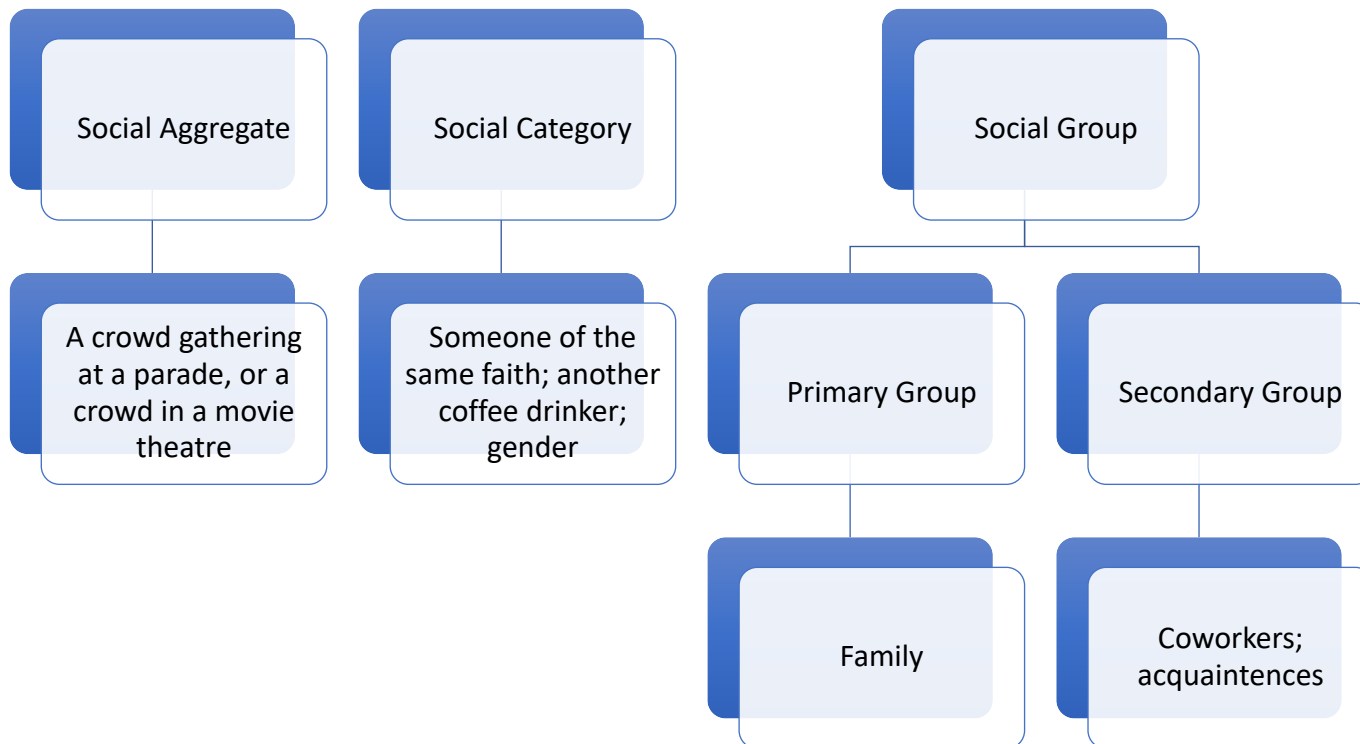 Social Aggregate
Social Category
Social Group
A crowd gathering
at a parade, or a
crowd in a movie
theatre
Someone of the
same faith; another
coffee drinker;
gender
Primary Group
Secondary Group
Family
Coworkers;
acquaintences